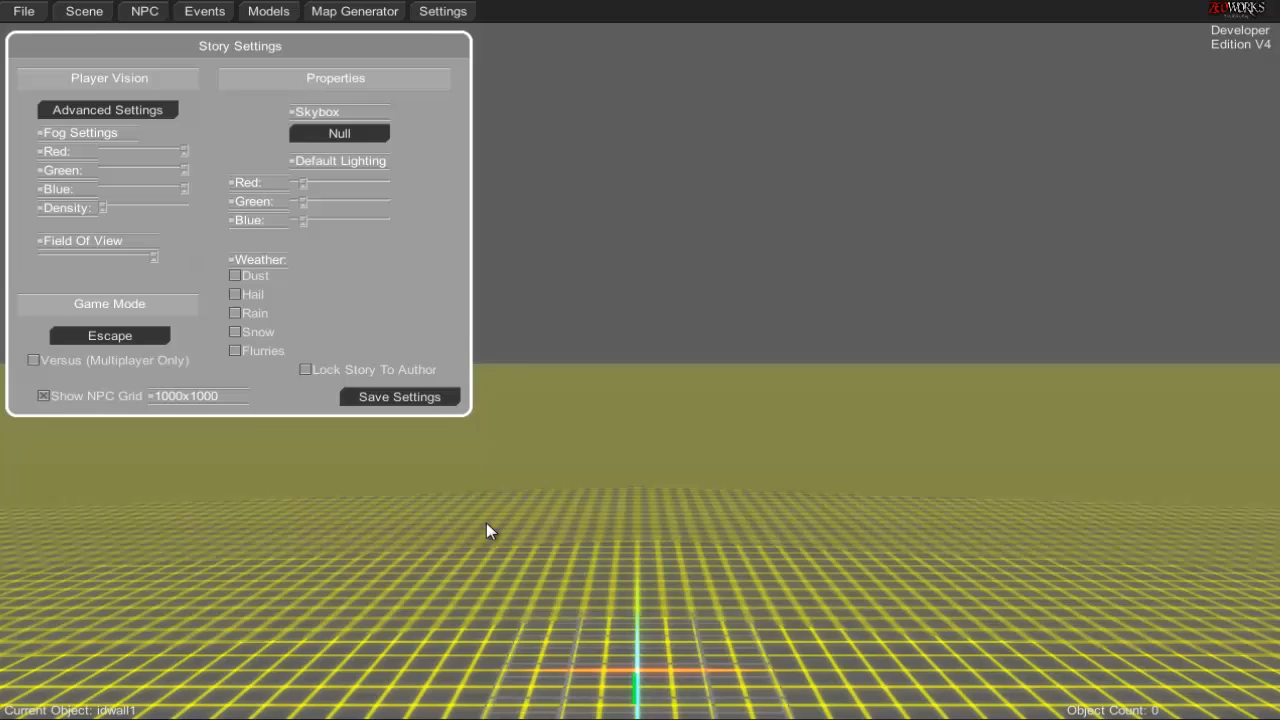 File Scene NPC Events Models Map Generator Settings
ZEOWORKS
Developer
Edition V4
Story Settings
Player Vision
Advanced Settings
Fog Settings
Red:
Green:
Blue:
Density:
Field Of View
Game Mode
Escape
Versus (Multiplayer Only)
Show NPC Grid 1000x1000
Properties
Skybox
Null
Default Lighting
Red:
Green:
Blue:
Weather:
Dust
Hail
Rain
Snow
Flurries
Lock Story To Author
Save Settings
Current Object: idwall1
Object Count: 0